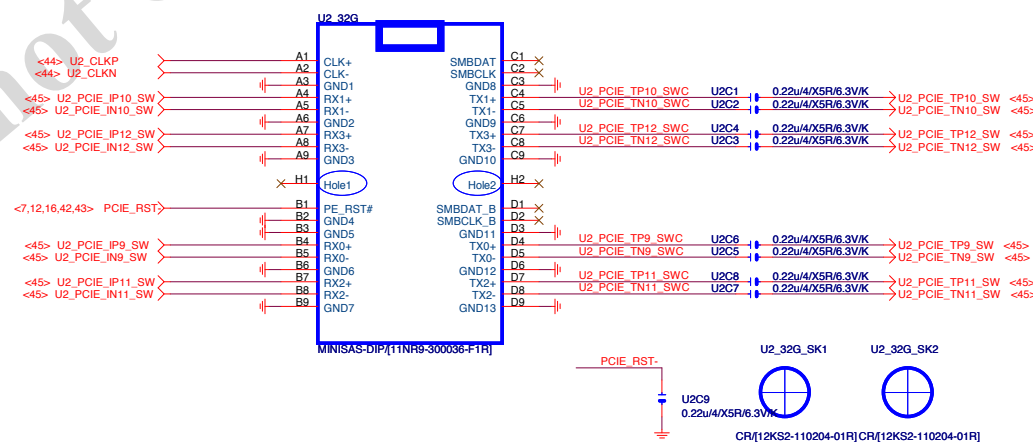 not
U2_32G
<44> U2_CLKP A1 CLK+ SMBDAT C1
<44> U2_CLKN A2 CLK- SMBCLK C2
A3 GND1 GND8 C3
<45> U2_PCIE_IP10_SW A4 RX1+ TX1+ C4 U2_PCIE_TP10_SWC U2C1 0.22u/4/X5R/6.3V/K U2_PCIE_TP10_SW <45>
<45> U2_PCIE_IN10_SW A5 RX1- TX1- C5 U2_PCIE_TN10_SWC U2C2 0.22u/4/X5R/6.3V/K U2_PCIE_TN10_SW <45>
A6 GND2 GND9 C6
<45> U2_PCIE_IP12_SW A7 RX3+ TX3+ C7 U2_PCIE_TP12_SWC U2C4 0.22u/4/X5R/6.3V/K U2_PCIE_TP12_SW <45>
<45> U2_PCIE_IN12_SW A8 RX3- TX3- C8 U2_PCIE_TN12_SWC U2C3 0.22u/4/X5R/6.3V/K U2_PCIE_TN12_SW <45>
A9 GND3 GND10 C9
H1 Hole1 Hole2 H2
<7,12,16,42,43> PCIE_RST- B1 PE_RST# SMBDAT_B D1
B2 GND4 SMBCLK_B D2
B3 GND5 GND11 D3
<45> U2_PCIE_IP9_SW B4 RX0+ TX0+ D4 U2_PCIE_TP9_SWC U2C6 0.22u/4/X5R/6.3V/K U2_PCIE_TP9_SW <45>
<45> U2_PCIE_IN9_SW B5 RX0- TX0- D5 U2_PCIE_TN9_SWC U2C5 0.22u/4/X5R/6.3V/K U2_PCIE_TN9_SW <45>
B6 GND6 GND12 D6
<45> U2_PCIE_IP11_SW B7 RX2+ TX2+ D7 U2_PCIE_TP11_SWC U2C8 0.22u/4/X5R/6.3V/K U2_PCIE_TP11_SW <45>
<45> U2_PCIE_IN11_SW B8 RX2- TX2- D8 U2_PCIE_TN11_SWC U2C7 0.22u/4/X5R/6.3V/K U2_PCIE_TN11_SW <45>
B9 GND7 GND13 D9
MINISAS-DIP/[11NR9-300036-F1R]
PCIE_RST-
U2C9
0.22u/4/X5R/6.3V/K
U2_32G_SK1 U2_32G_SK2
CR/[12KS2-110204-01R] CR/[12KS2-110204-01R]